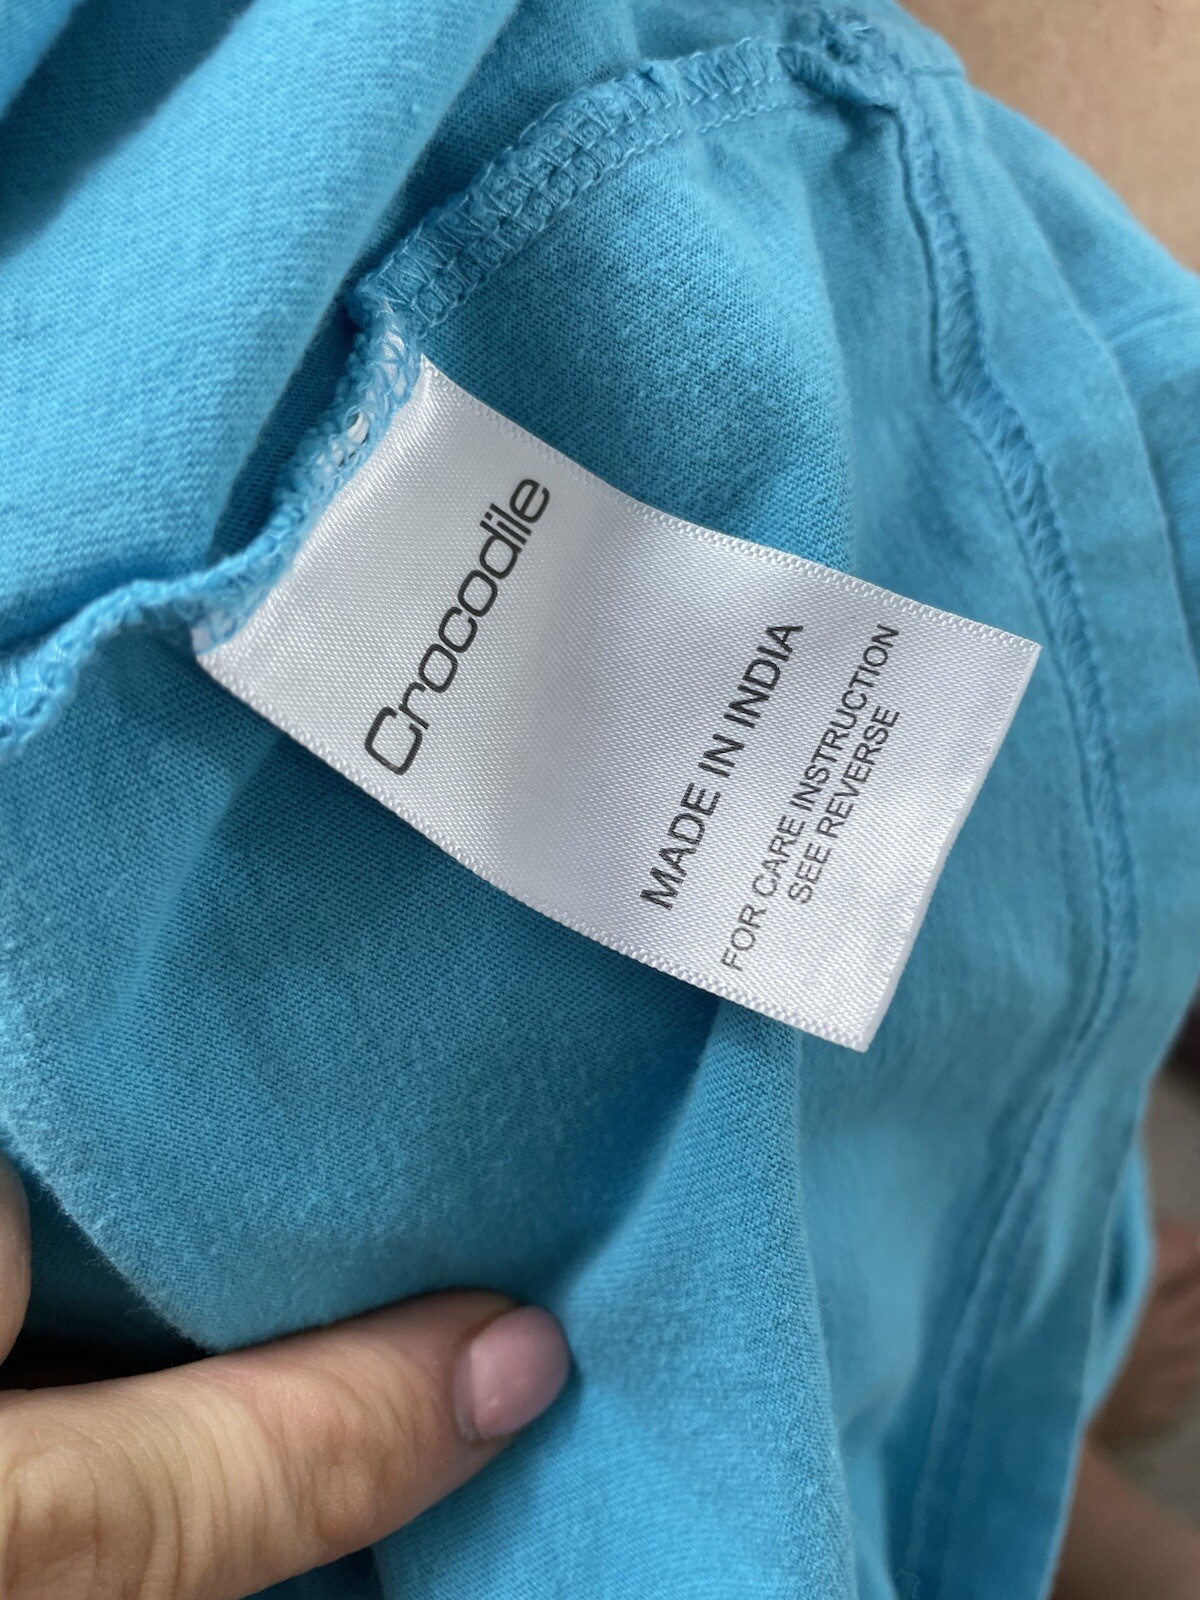 Crocodile
MADE IN INDIA
FOR CARE INSTRUCTION
SEE REVERSE